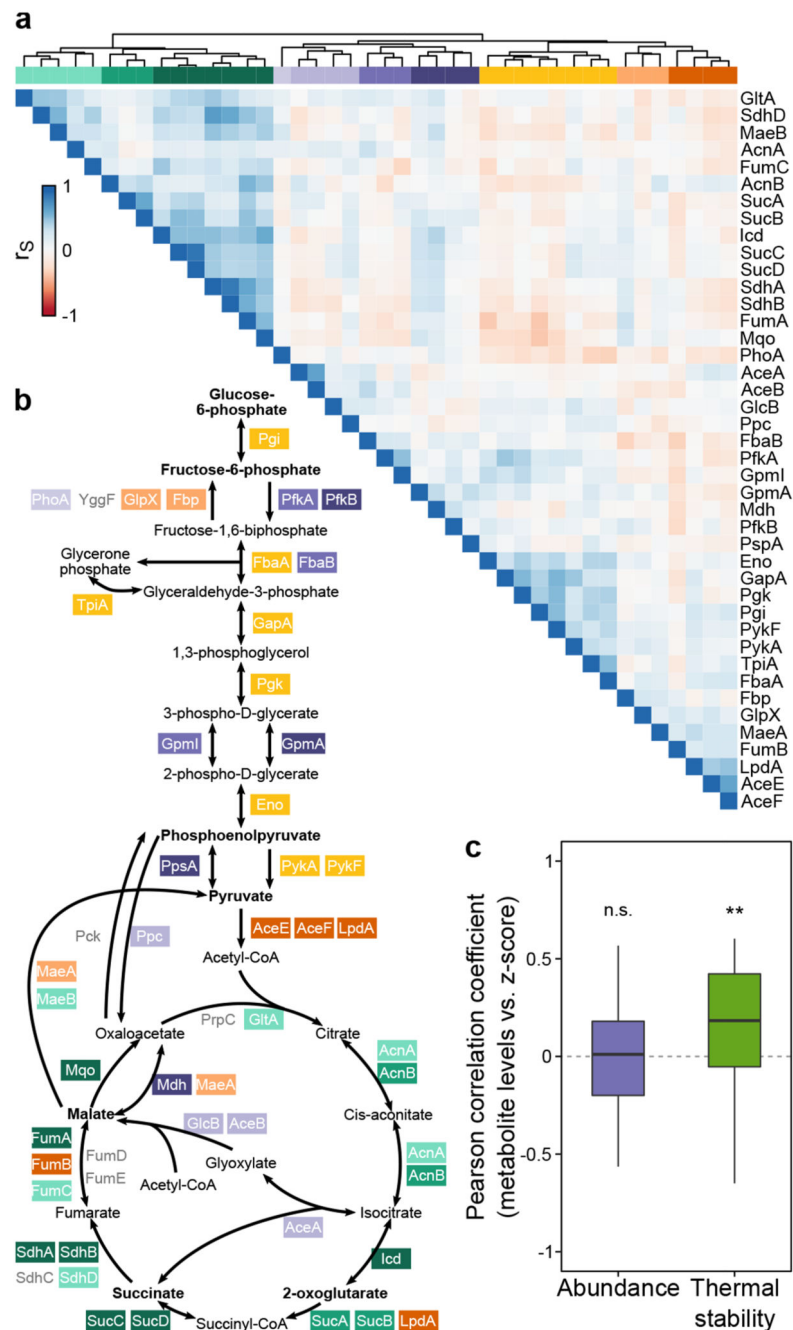 a
GltA
SdhD
MaeB
AcnA
FumC
AcnB
SucA
SucB
Icd
SucC
SucD
SdhA
SdhB
FumA
Mqo
PhoA
AceA
AceB
GlcB
Ppc
FbaB
PfkA
GpmI
GpmA
Mdh
PfkB
PspA
Eno
GapA
Pgk
Pgi
PykF
PykA
TpiA
FbaA
Fbp
GlpX
MaeA
FumB
LpdA
AceE
AceF
rS
1
0
-1
b
Glucose-
6-phosphate
Pgi
Fructose-6-phosphate
PhoA YggF GlpX Fbp
PfkA PfkB
Fructose-1,6-biphosphate
Glycerone
phosphate
FbaA FbaB
Glyceraldehyde-3-phosphate
TpiA
GapA
1,3-phosphoglycerol
Pgk
3-phospho-D-glycerate
GpmI
GpmA
2-phospho-D-glycerate
Eno
Phosphoenolpyruvate
PpsA
PykA PykF
Pyruvate
AceE AceF LpdA
Pck
Ppc
Acetyl-CoA
MaeA
MaeB
Oxaloacetate
PrpC GltA
Citrate
AcnA
AcnB
Mqo
Mdh MaeA
Cis-aconitate
Malate
GlcB AceB
FumA
FumB
FumC
FumD
FumE
Glyoxylate
Acetyl-CoA
AcnA
AcnB
Fumarate
AceA
Isocitrate
SdhA SdhB
SdhC SdhD
Icd
Succinate
2-oxoglutarate
SucC SucD
Succinyl-CoA
SucA SucB LpdA
c
Pearson correlation coefficient
(metabolite levels vs. z-score)
1
0.5
0
-0.5
-1
n.s.
**
Abundance
Thermal
stability